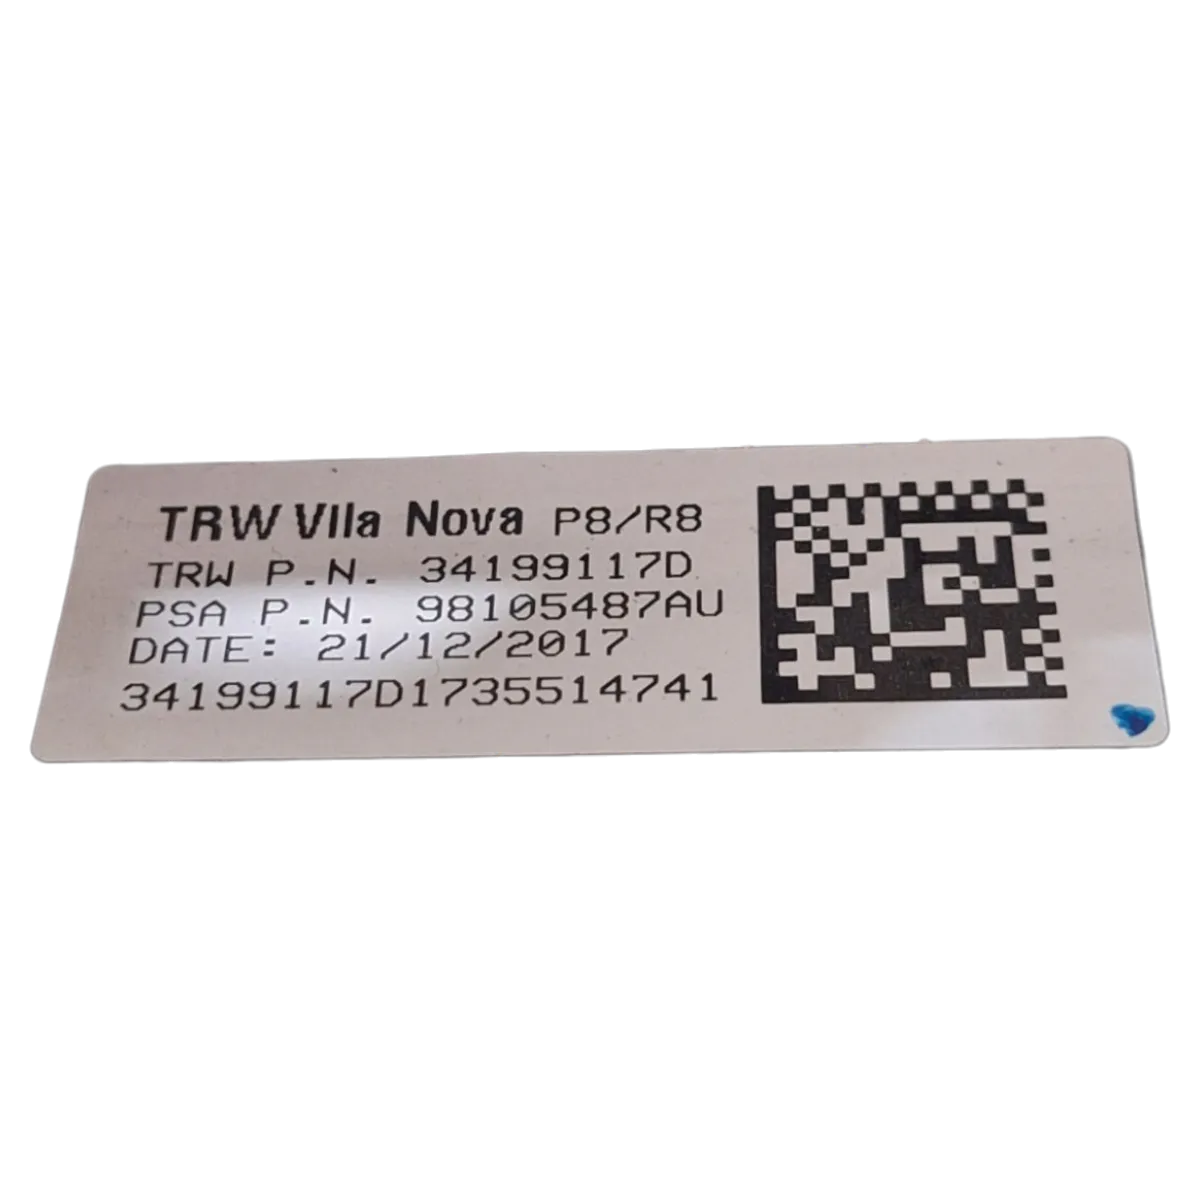 TRW Vila Nova P8/R8
TRW P.N. 34199117D
PSA P.N. 98105487AU
DATE: 21/12/2017
34199117D1735514741